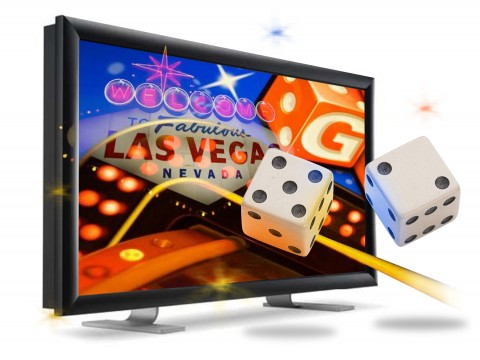 WELCOME
TO Fabulous
LAS VEGAS
NEVADA
G